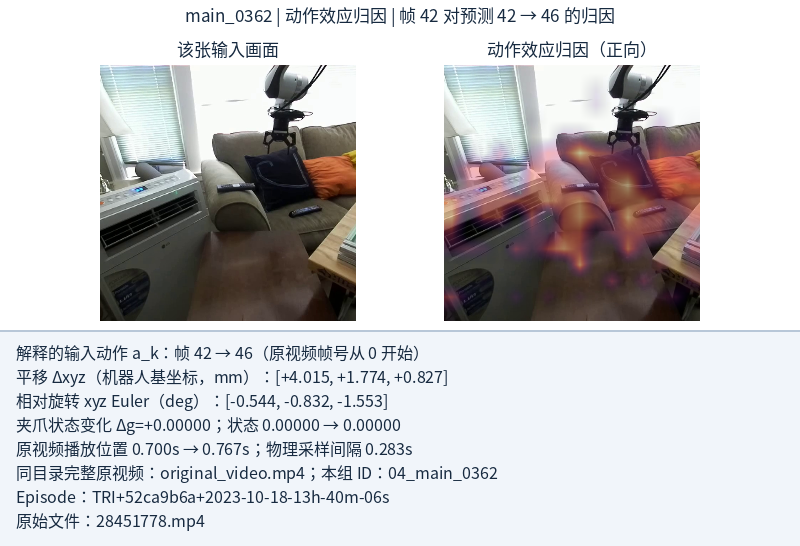 main_0362 | 动作效应归因 | 帧 42 对预测 42 → 46 的归因
该张输入画面
动作效应归因（正向）
解释的输入动作 a_k：帧 42 → 46（原视频帧号从 0 开始）
平移 Δxyz（机器人基坐标，mm）：[+4.015, +1.774, +0.827]
相对旋转 xyz Euler（deg）：[-0.544, -0.832, -1.553]
夹爪状态变化 Δg=+0.00000；状态 0.00000 → 0.00000
原视频播放位置 0.700s → 0.767s；物理采样间隔 0.283s
同目录完整原视频：original_video.mp4；本组 ID：04_main_0362
Episode：TRI+52ca9b6a+2023-10-18-13h-40m-06s
原始文件：28451778.mp4